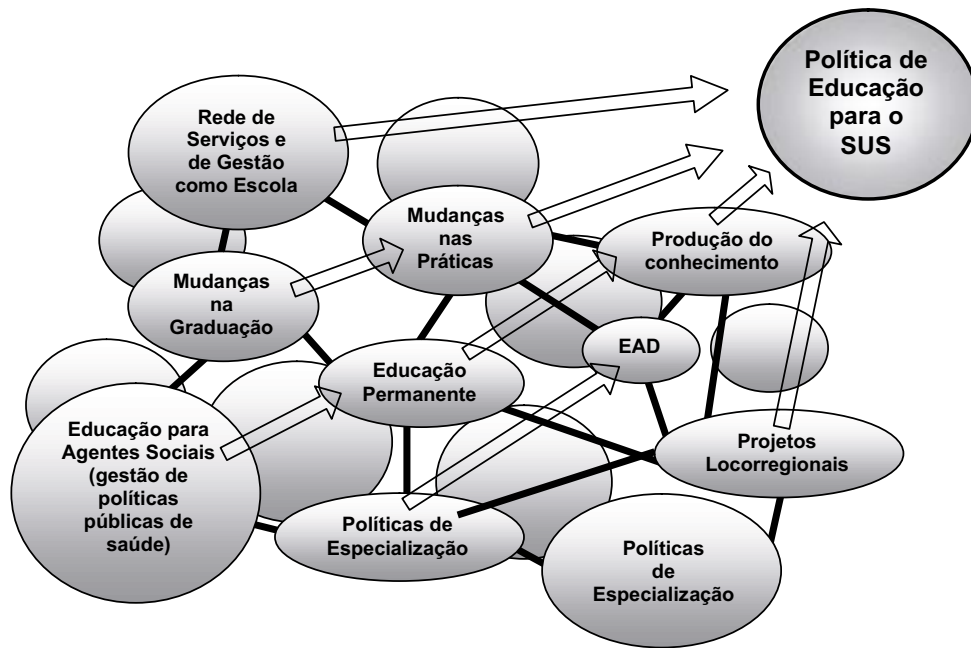 Política de
Educação
para o
SUS
Rede de
Serviços e
de Gestão
como Escola
Mudanças
nas
Práticas
Produção do
conhecimento
Mudanças
na
Graduação
EAD
Educação
Permanente
Educação para
Agentes Sociais
(gestão de
políticas
públicas de
saúde)
Projetos
Locorregionais
Políticas de
Especialização
Políticas
de
Especialização